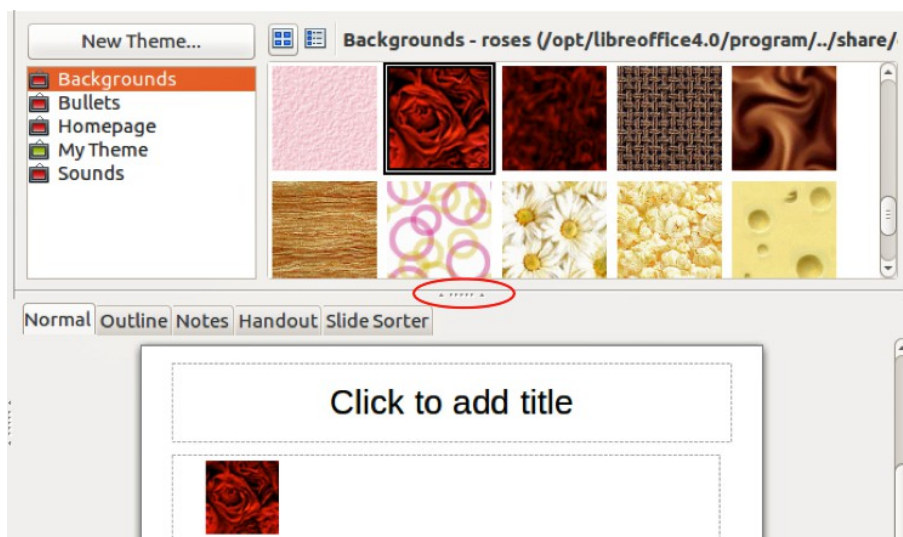 New Theme...
Backgrounds - roses (/opt/libreoffice4.0/program/../share/
Backgrounds
Bullets
Homepage
My Theme
Sounds
Normal Outline Notes Handout Slide Sorter
Click to add title